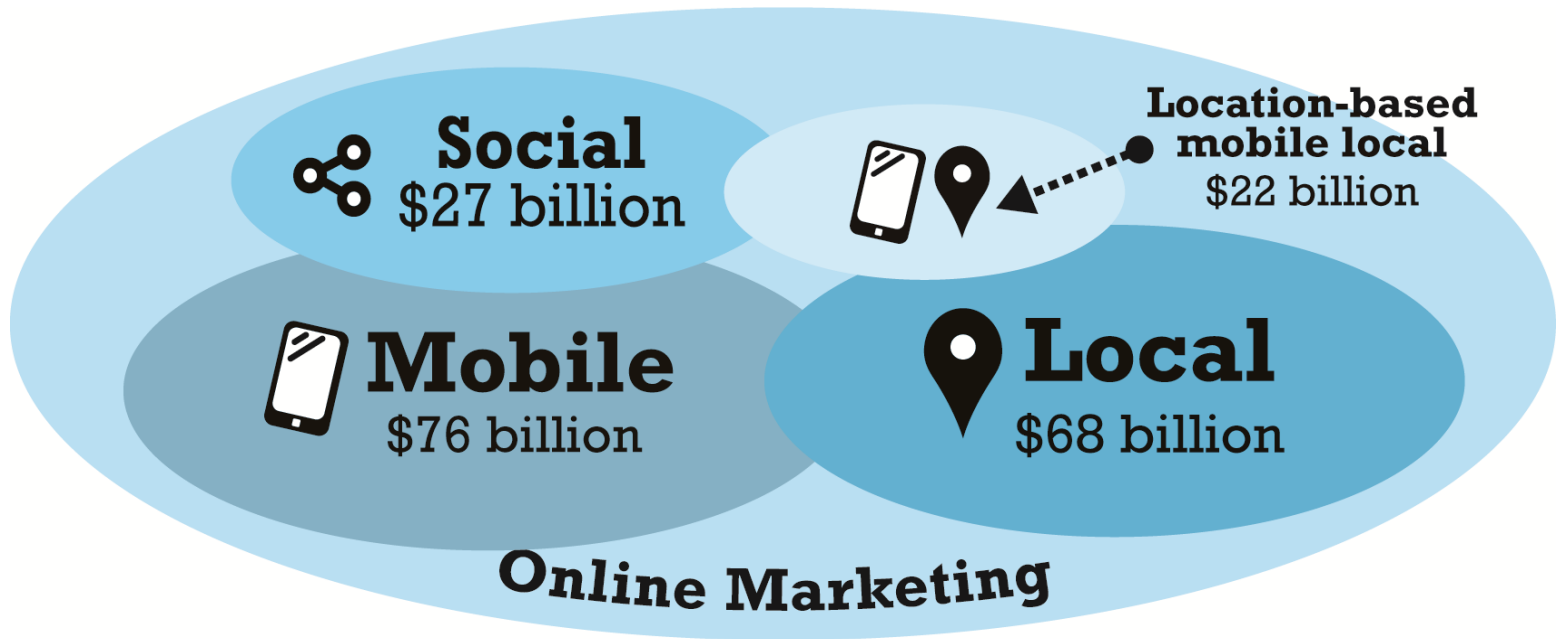 Social
$27 billion
Location-based
mobile local
$22 billion
Mobile
$76 billion
Local
$68 billion
Online Marketing